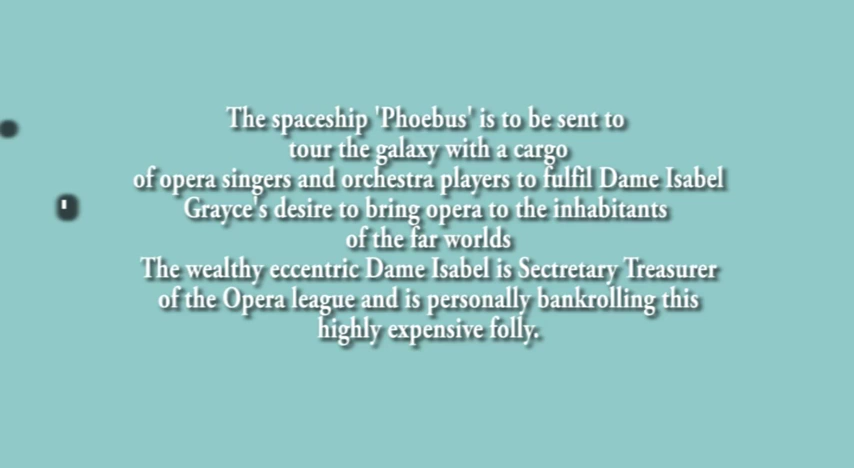 The spaceship 'Phoebus' is to be sent to
tour the galaxy with a cargo
of opera singers and orchestra players to fulfil Dame Isabel
Grayce's desire to bring opera to the inhabitants
of the far worlds
The wealthy eccentric Dame Isabel is Sectretary Treasurer
of the Opera league and is personally bankrolling this
highly expensive folly.